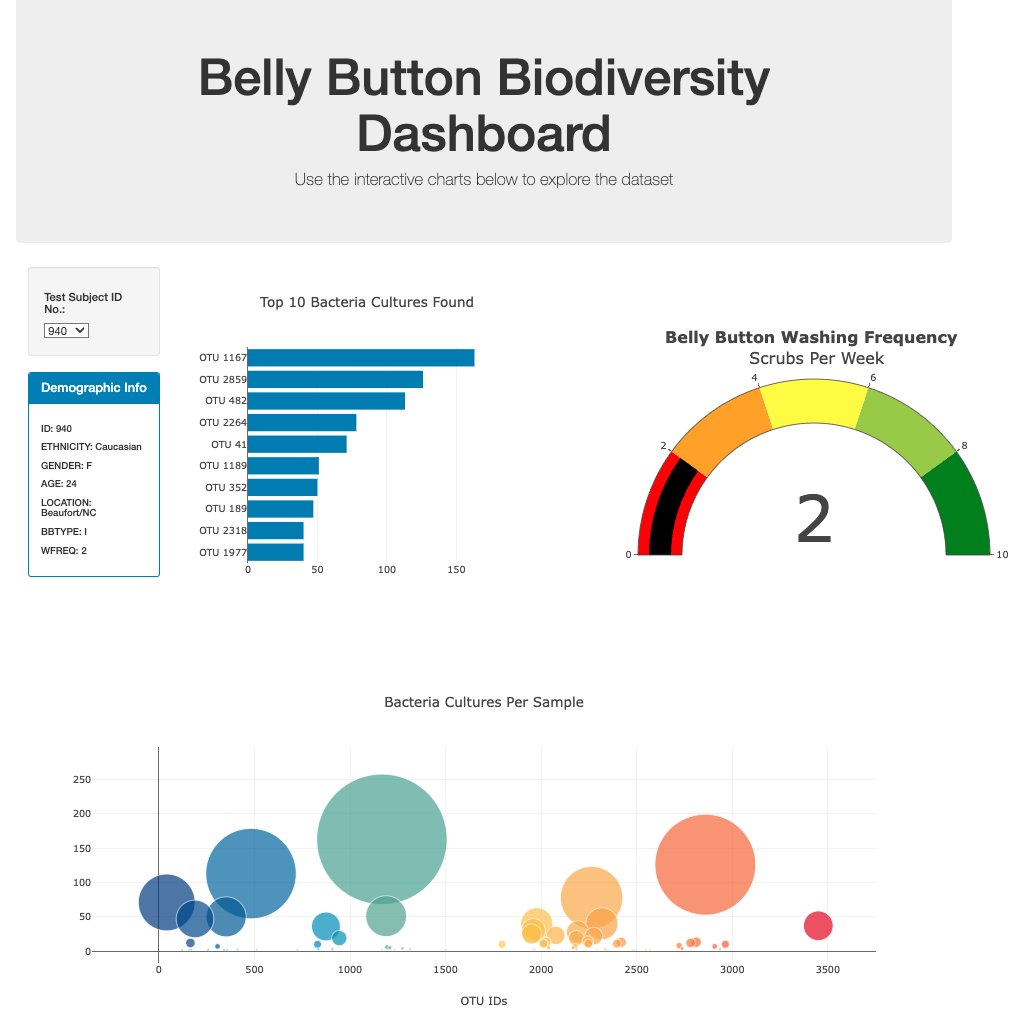 Belly Button Biodiversity
Dashboard
Use the interactive charts below to explore the dataset
Test Subject ID
No.:
940
Demographic Info
ID: 940
ETHNICITY: Caucasian
GENDER: F
AGE: 24
LOCATION:
Beaufort/NC
BBTYPE: I
WFREQ: 2
Top 10 Bacteria Cultures Found
OTU 1167
OTU 2859
OTU 482
OTU 2264
OTU 41
OTU 1189
OTU 352
OTU 189
OTU 2318
OTU 1977
0 50 100 150
Belly Button Washing Frequency
Scrubs Per Week
0 2 4 6 8 10
2
Bacteria Cultures Per Sample
250
200
150
100
50
0
0 500 1000 1500 2000 2500 3000 3500
OTU IDs